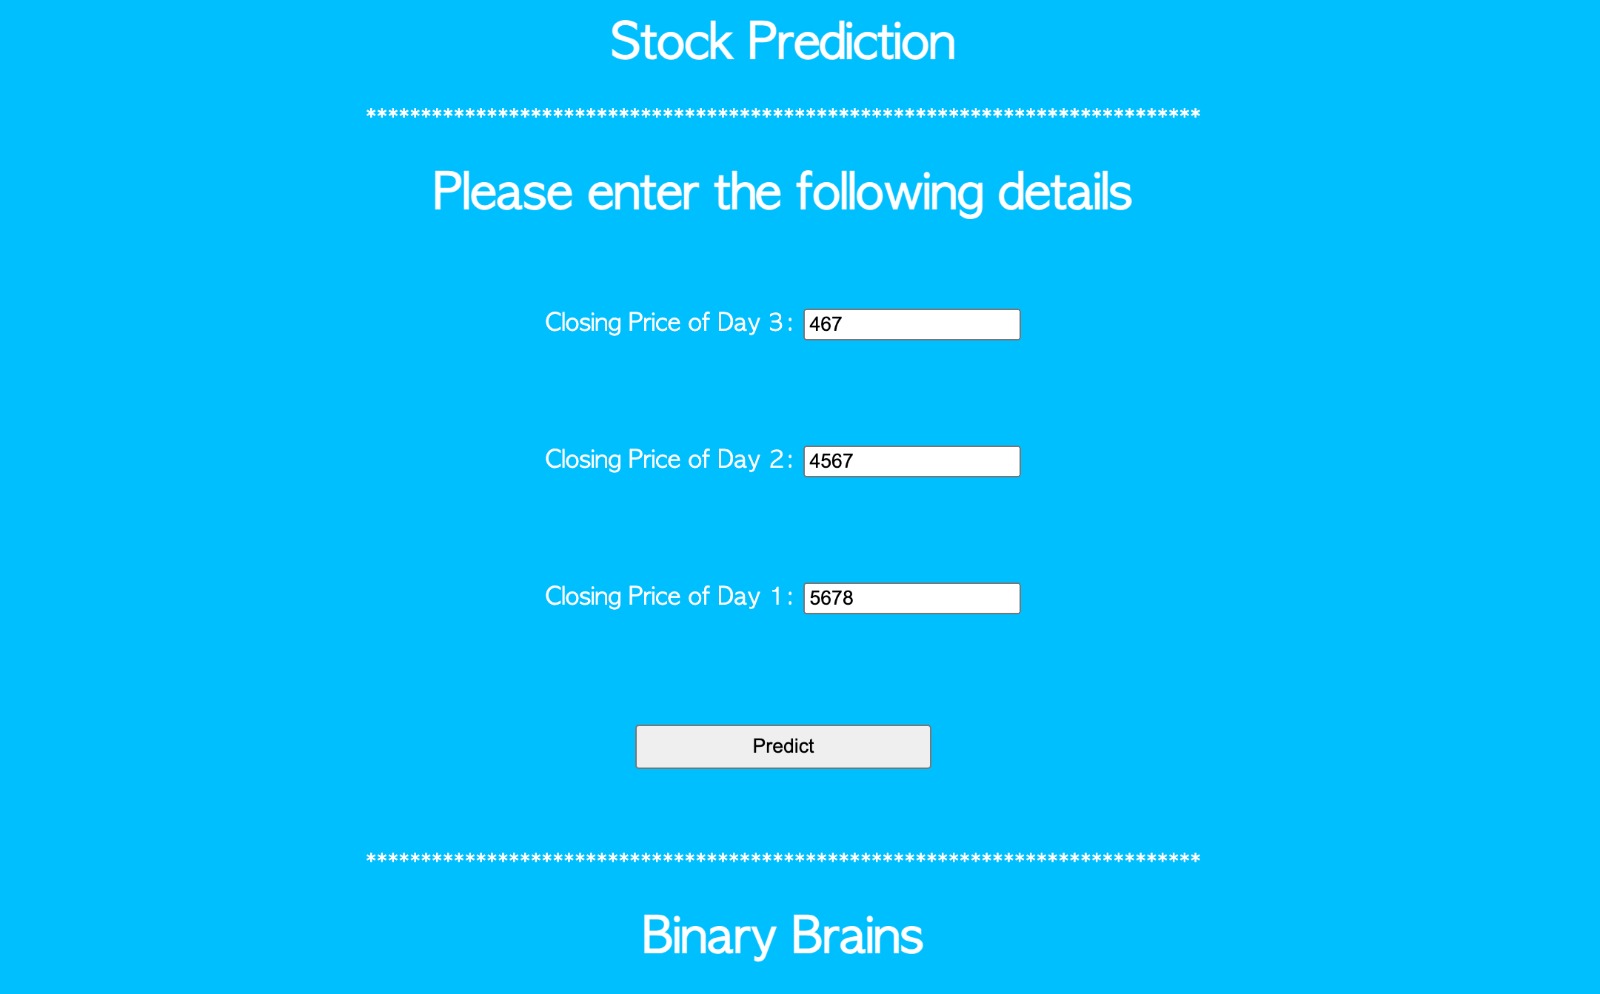 Stock Prediction
****************************************************************************
Please enter the following details
Closing Price of Day 3: 467
Closing Price of Day 2: 4567
Closing Price of Day 1: 5678
Predict
****************************************************************************
Binary Brains